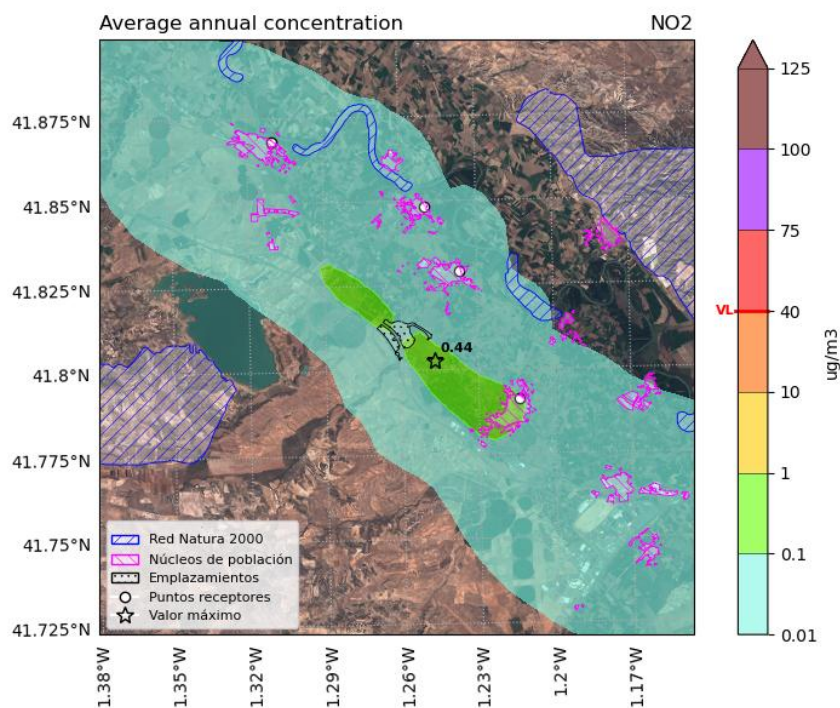 Average annual concentration NO2
41.875°N
41.85°N
41.825°N
41.8°N
41.775°N
41.75°N
41.725°N
0.44
Red Natura 2000
Núcleos de población
Emplazamientos
Puntos receptores
Valor máximo
1.38°W 1.35°W 1.32°W 1.29°W 1.26°W 1.23°W 1.2°W 1.17°W
125
100
75
VL 40
10
1
0.1
0.01
ug/m3